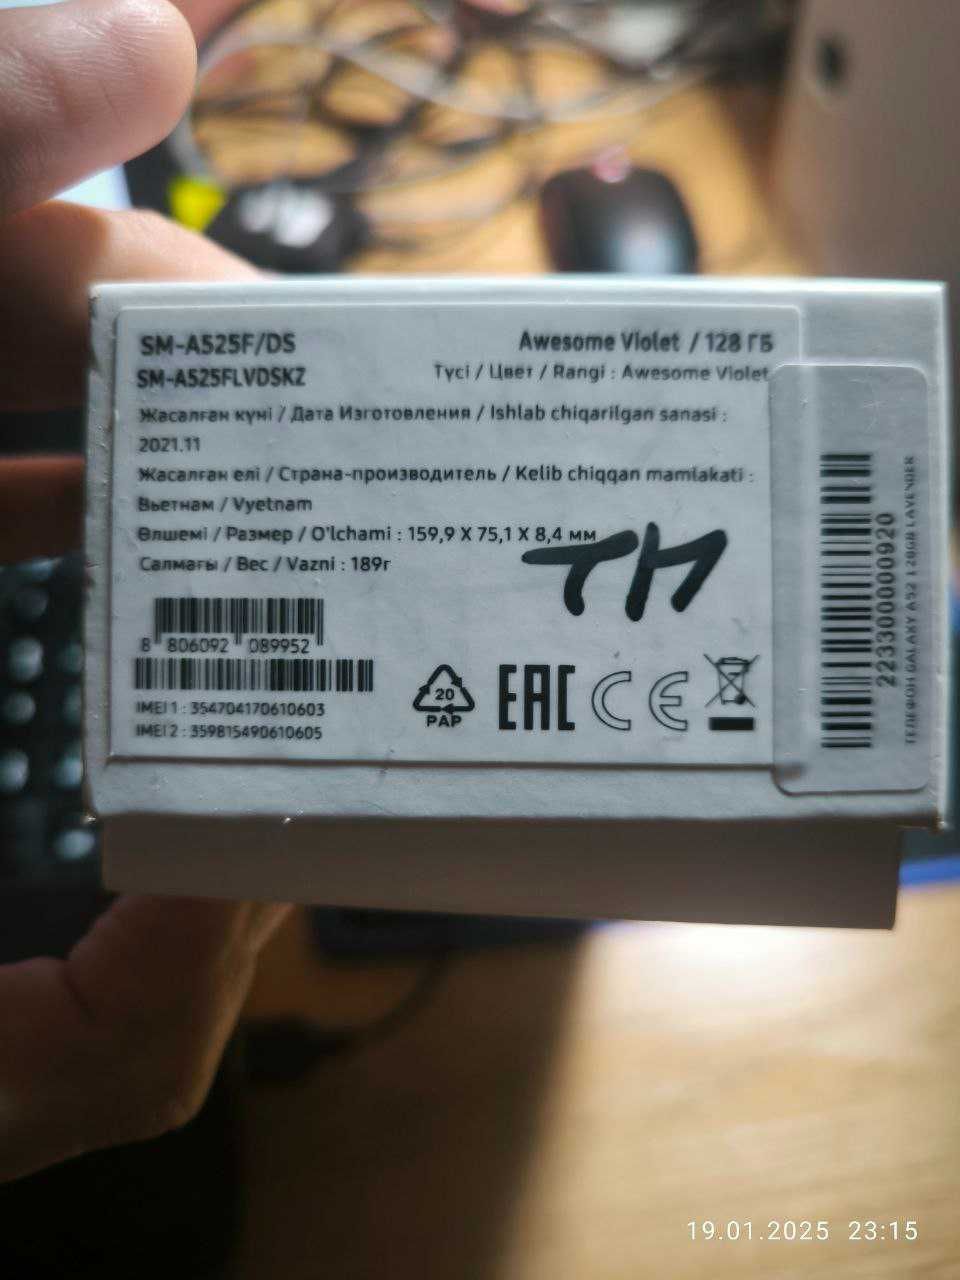 SM-A525F/DS
Awesome Violet / 128 ГБ
SM-A525FLVDSKZ
Түсі / Цвет / Rangi : Awesome Violet
Жасалған күні / Дата Изготовления / Ishlab chiqarilgan sanasi :
2021.11
Жасалған елі / Страна-производитель / Kelib chiqqan mamlakati :
Вьетнам / Vyetnam
Өлшемі / Размер / O'lchami : 159,9 X 75,1 X 8,4 мм
Салмағы / Вес / Vazni : 189г
TM
8 806092 089952
IMEI 1 : 354704170610603
IMEI 2 : 359815490610605
20
PAP
EAC
CE
2233000000920
ТЕЛЕФОН GALAXY A52 128GB LAVENDER
19.01.2025 23:15